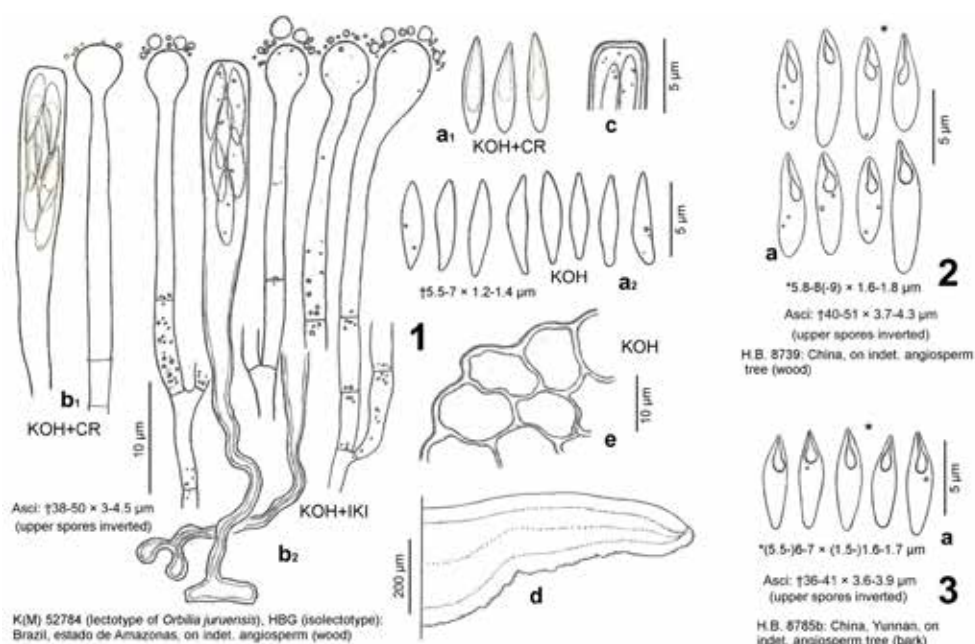 a1
KOH+CR
c
5 µm
a2
KOH
5 µm
†5.5-7 × 1.2-1.4 µm
1
b1
KOH+CR
10 µm
Asci: †38-50 × 3-4.5 µm
(upper spores inverted)
KOH+IKI
b2
KOH
10 µm
e
200 µm
d
K(M) 52784 (lectotype of Orbilia juruensis), HBG (isolectotype):
Brazil, estado de Amazonas, on indet. angiosperm (wood)
*
5 µm
a
2
*5.8-8(-9) × 1.6-1.8 µm
Asci: †40-51 × 3.7-4.3 µm
(upper spores inverted)
H.B. 8739: China, on indet. angiosperm
tree (wood)
*
5 µm
a
*(5.5-)6-7 × (1.5-)1.6-1.7 µm
Asci: †36-41 × 3.6-3.9 µm
(upper spores inverted)
3
H.B. 8785b: China, Yunnan, on
indet. angiosperm tree (bark)